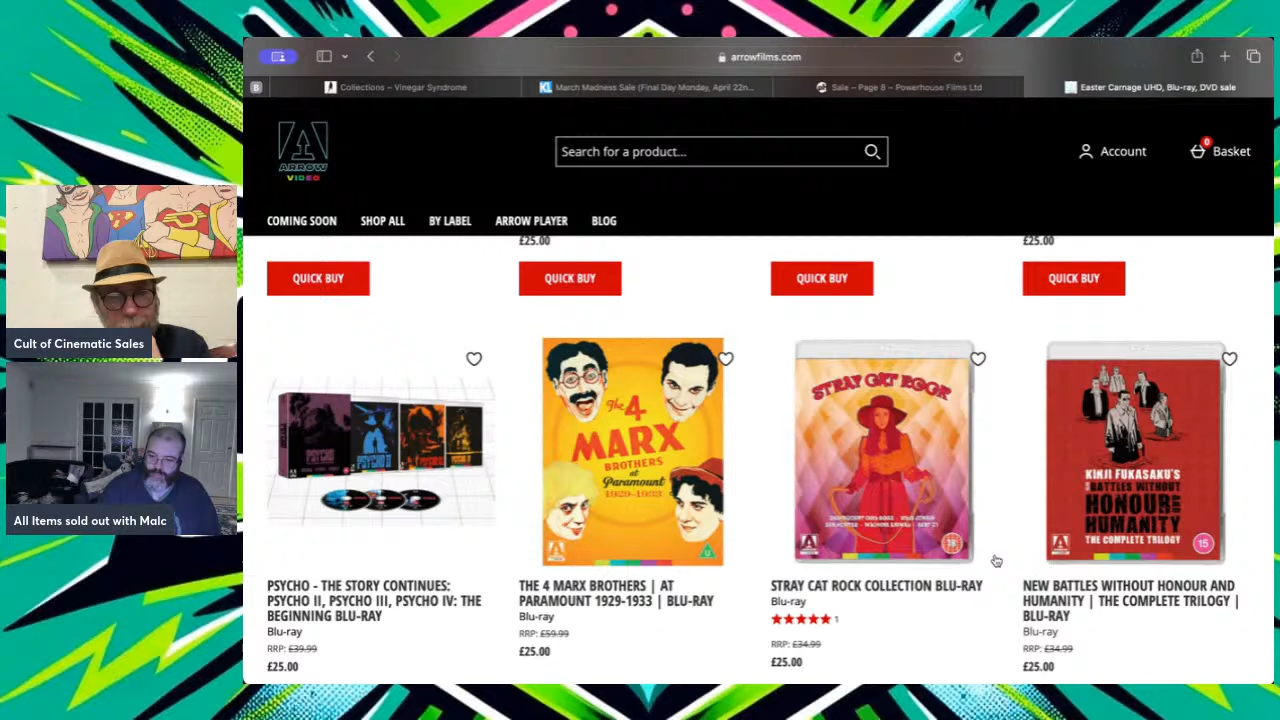 arrowfilms.com
Collections – Vinegar Syndrome
March Madness Sale (Final Day Monday, April 22n...
Sale – Page 8 – Powerhouse Films Ltd
Easter Carnage UHD, Blu-ray, DVD sale
ARROW
VIDEO
Search for a product...
Account
0
Basket
COMING SOON
SHOP ALL
BY LABEL
ARROW PLAYER
BLOG
£25.00
£25.00
QUICK BUY
QUICK BUY
QUICK BUY
QUICK BUY
PSYCHO
The 4
MARX
BROTHERS
at
Paramount
1929-1933
U
STRAY CAT ROCK
18
KINJI FUKASAKU'S
NEW BATTLES WITHOUT
HONOUR AND
HUMANITY
THE COMPLETE TRILOGY
15
PSYCHO - THE STORY CONTINUES:
PSYCHO II, PSYCHO III, PSYCHO IV: THE
BEGINNING BLU-RAY
Blu-ray
RRP: £39.99
£25.00
THE 4 MARX BROTHERS | AT
PARAMOUNT 1929-1933 | BLU-RAY
Blu-ray
RRP: £59.99
£25.00
STRAY CAT ROCK COLLECTION BLU-RAY
Blu-ray
1
RRP: £34.99
£25.00
NEW BATTLES WITHOUT HONOUR AND
HUMANITY | THE COMPLETE TRILOGY |
BLU-RAY
Blu-ray
RRP: £34.99
£25.00
Cult of Cinematic Sales
All Items sold out with Malc